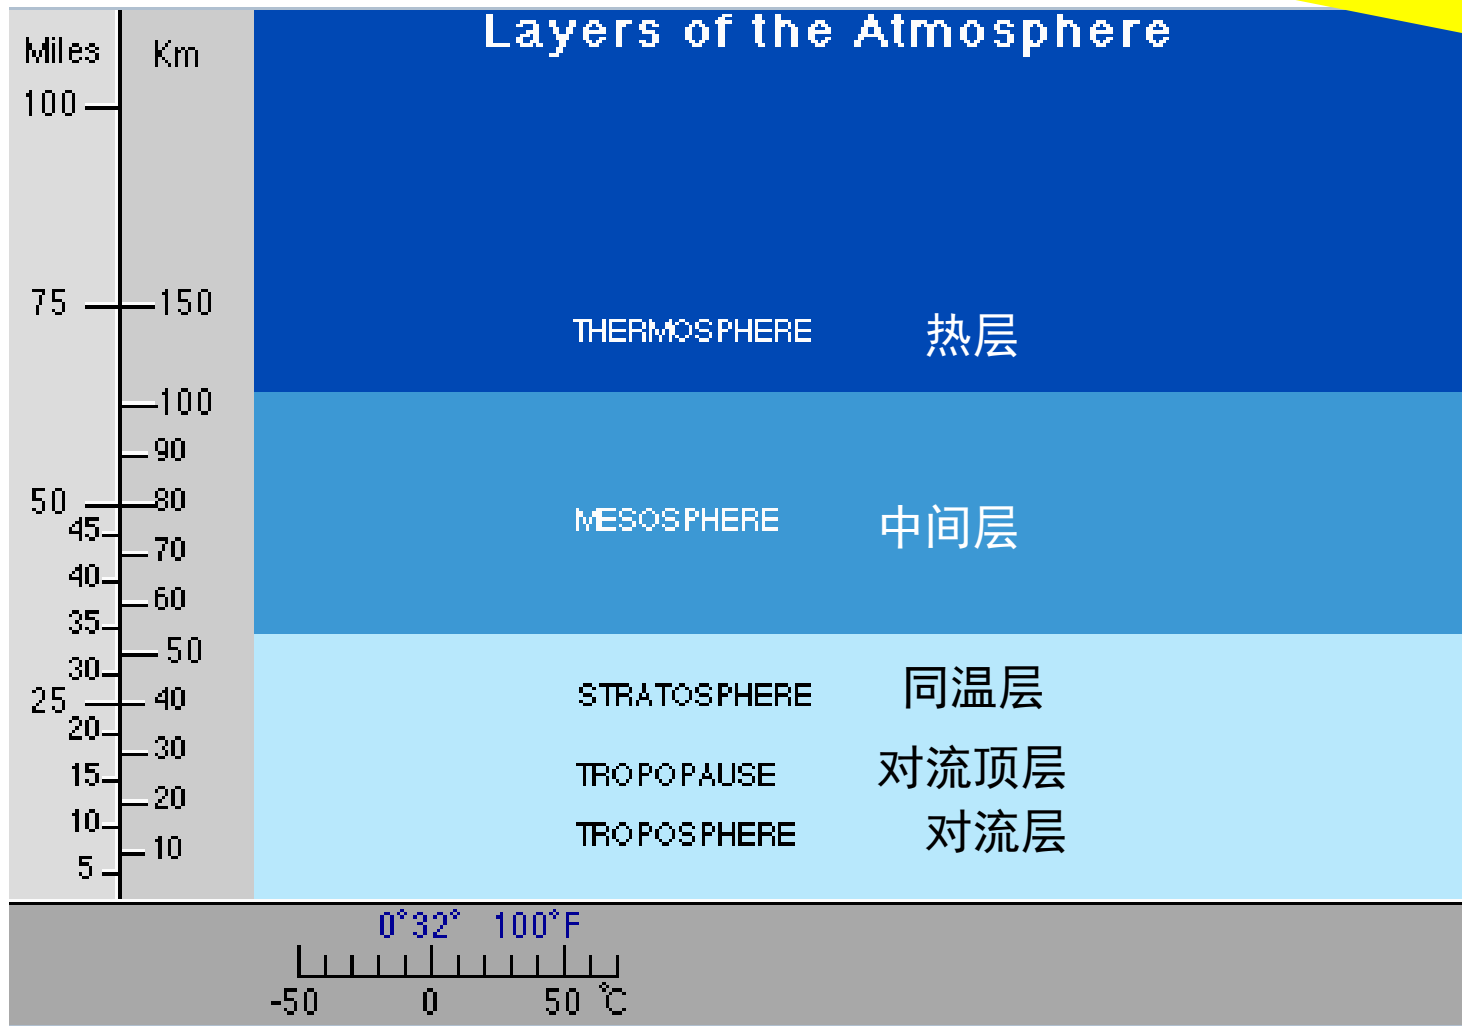 Layers of the Atmosphere
Miles Km
100
75 150
THERMOSPHERE 热层
100
90
50 80
45
MESOSPHERE 中间层
70
40
60
35
50
30
25 40
STRATOSPHERE 同温层
20
30
15
TROPOPAUSE 对流顶层
20
10
TROPOSPHERE 对流层
10
5
0°32° 100°F
-50 0 50 °C